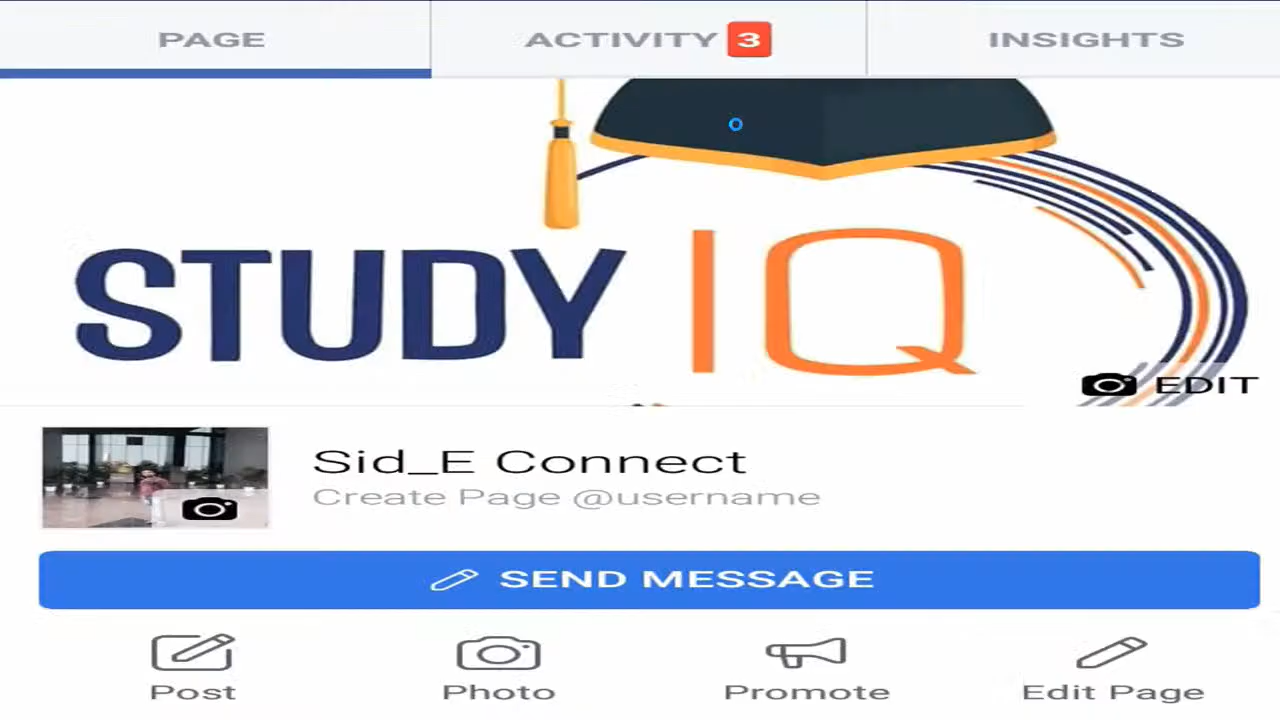 PAGE ACTIVITY 3 INSIGHTS
STUDY IQ
EDIT
Sid_E Connect
Create Page @username
SEND MESSAGE
Post Photo Promote Edit Page